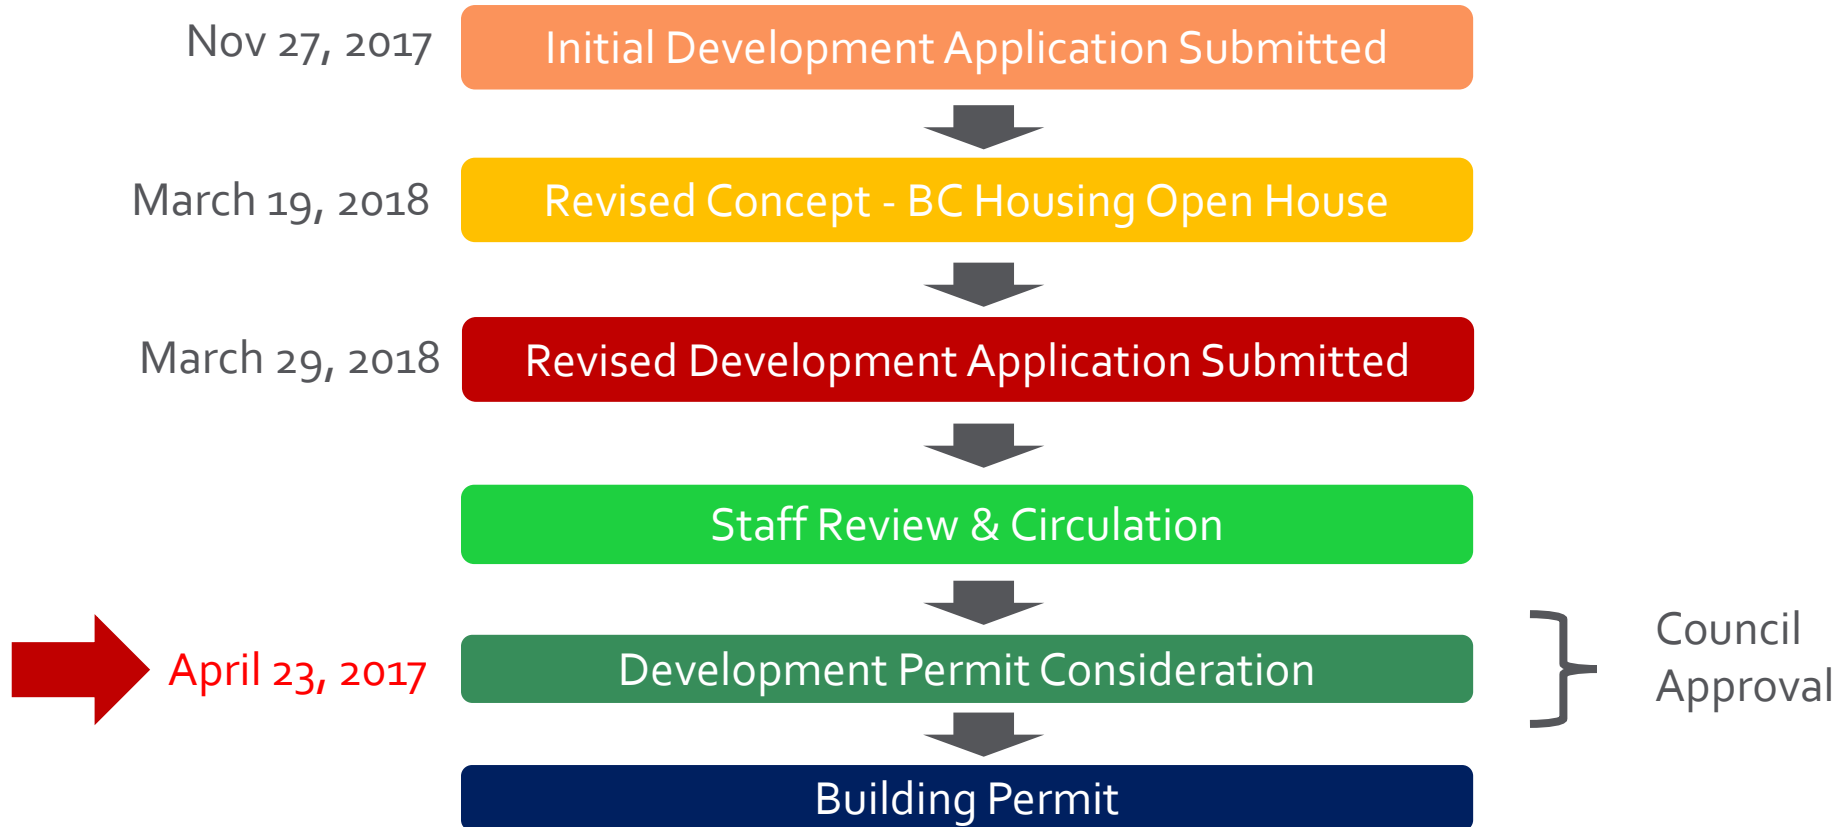 Nov 27, 2017
Initial Development Application Submitted
March 19, 2018
Revised Concept - BC Housing Open House
March 29, 2018
Revised Development Application Submitted
Staff Review & Circulation
April 23, 2017
Development Permit Consideration
Council
Approval
Building Permit